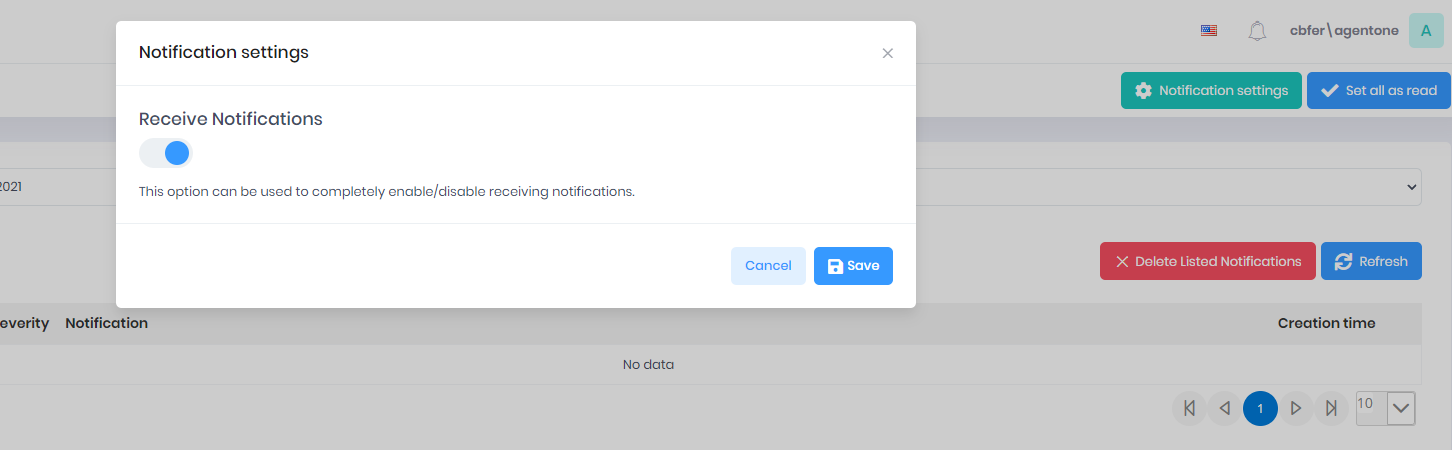 Notification settings
cbfer\agentone
A
Notification settings
Set all as read
Receive Notifications
2021
This option can be used to completely enable/disable receiving notifications.
Cancel
Save
Delete Listed Notifications
Refresh
everity
Notification
Creation time
No data
1
10